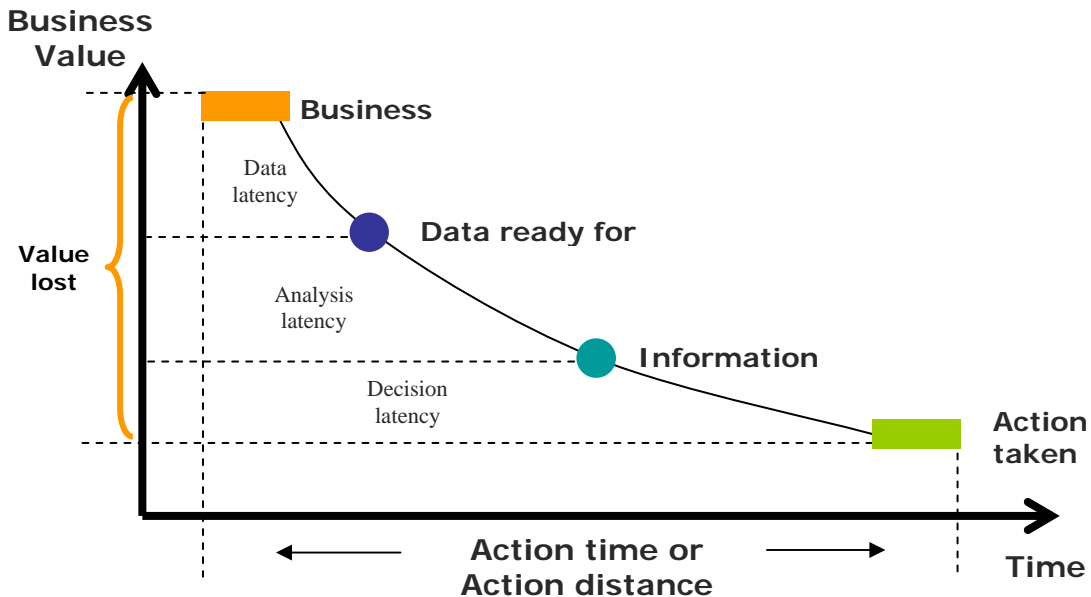 Business
Value
Business
Data
latency
Data ready for
Value
lost
Analysis
latency
Information
Decision
latency
Action
taken
Action time or
Action distance
Time